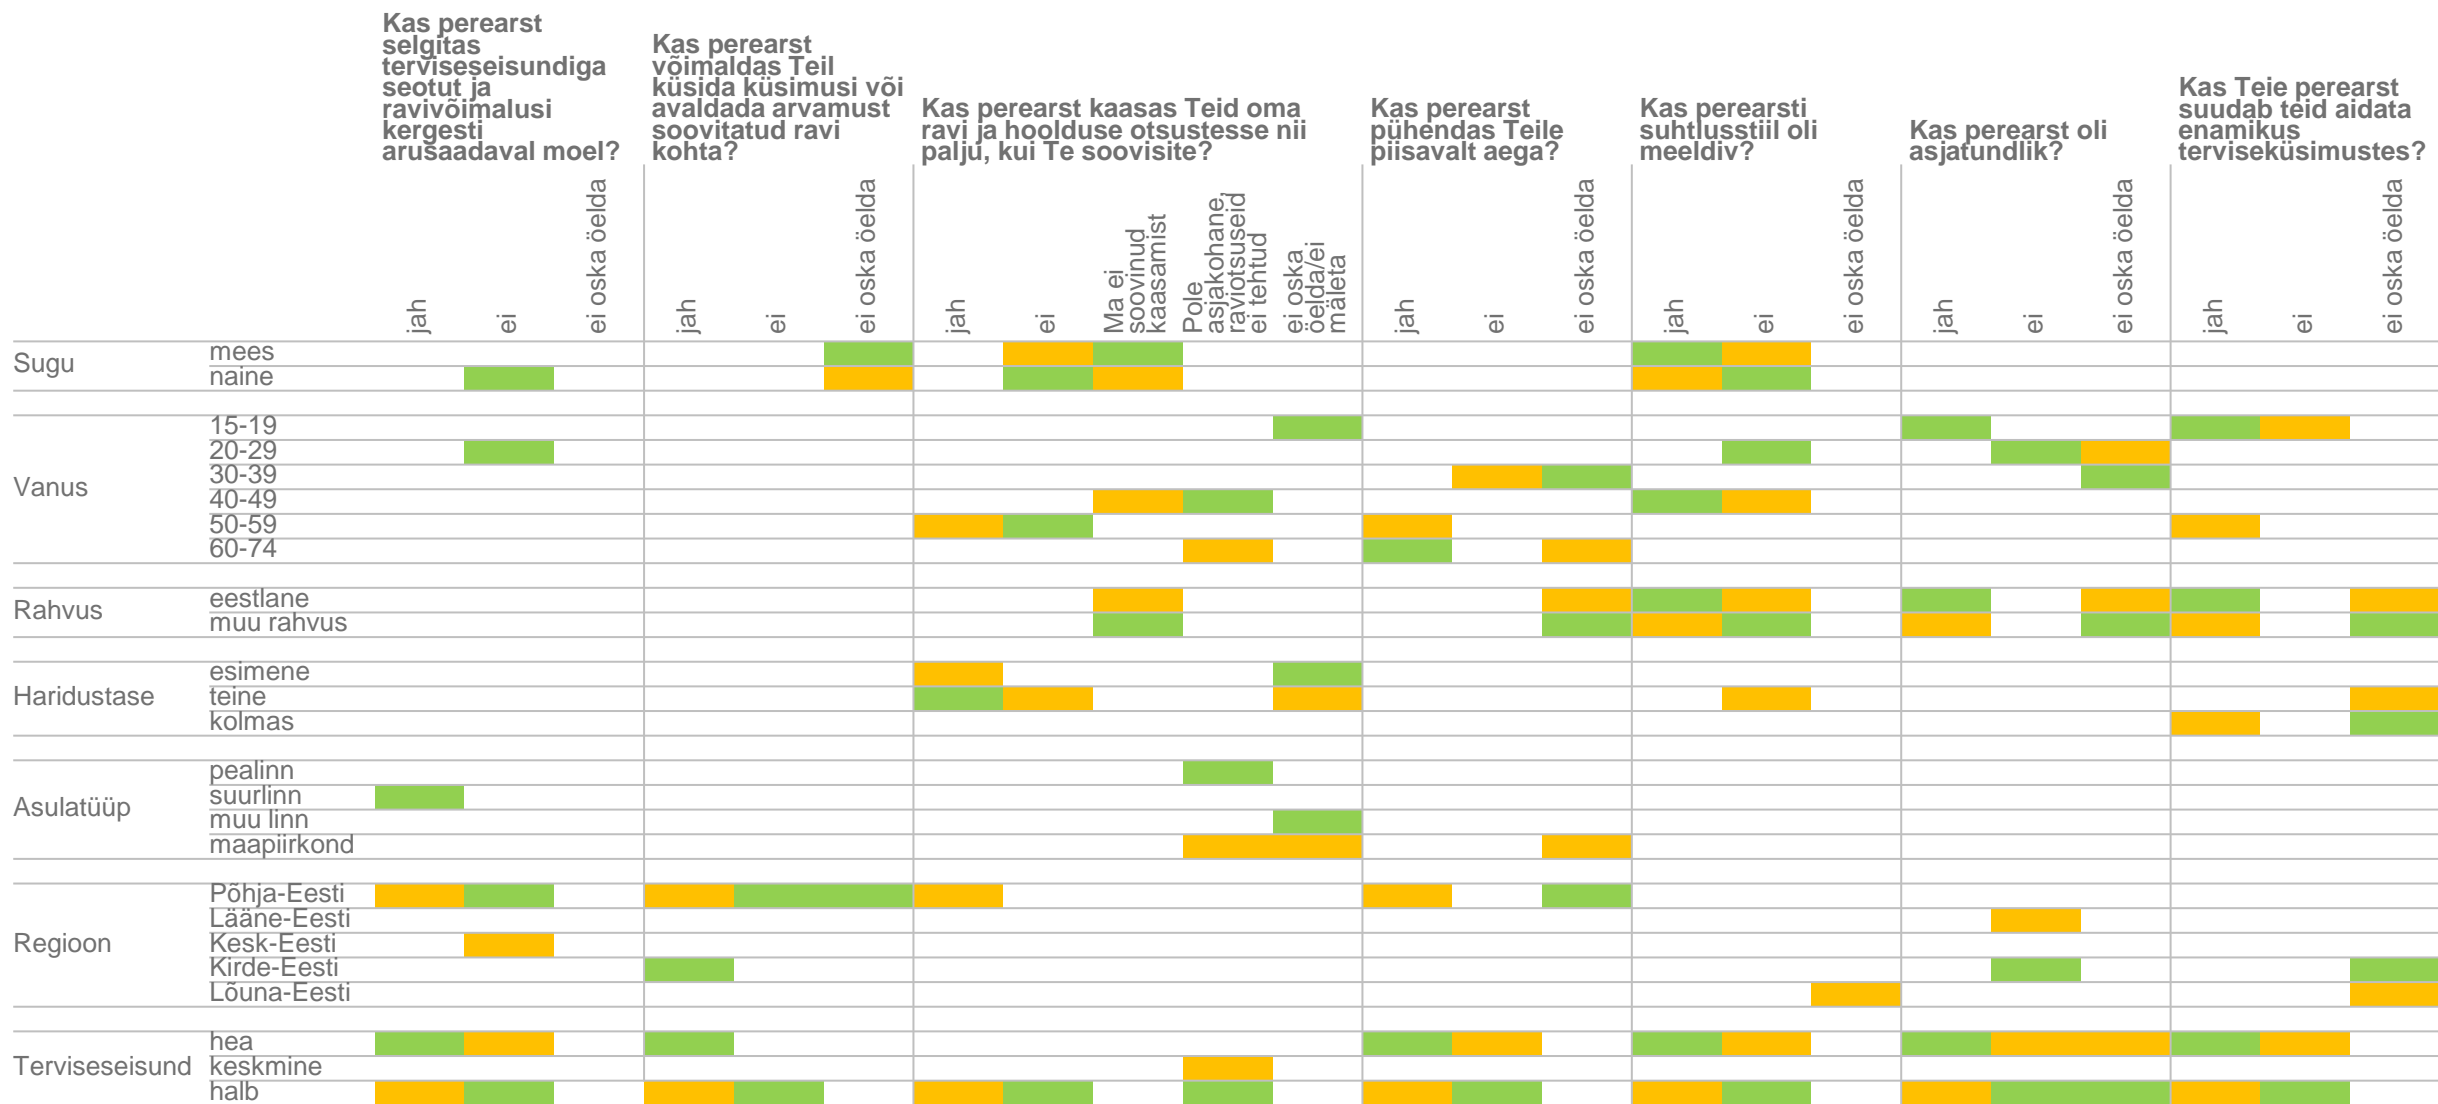 Kas perearst
selgitas
terviseseisundiga
seotut ja
ravivõimalusi
kergesti
arusaadaval moel?
Kas perearst
võimaldas Teil
küsida küsimusi või
avaldada arvamust
soovitatud ravi
kohta?
Kas perearst kaasas Teid oma
ravi ja hoolduse otsustesse nii
palju, kui Te soovisite?
Kas perearst
pühendas Teile
piisavalt aega?
Kas perearsti
suhtlusstiil oli
meeldiv?
Kas perearst oli
asjatundlik?
Kas Teie perearst
suudab teid aidata
enamikus
terviseküsimustes?
jah
ei
ei oska öelda
jah
ei
ei oska öelda
jah
ei
Ma ei
soovinud
kaasamist
Pole
asjakohane,
raviotsuseid
ei tehtud
ei oska
öelda/ei
mäleta
jah
ei
ei oska öelda
jah
ei
ei oska öelda
jah
ei
ei oska öelda
jah
ei
ei oska öelda
Sugu
mees
naine
Vanus
15-19
20-29
30-39
40-49
50-59
60-74
Rahvus
eestlane
muu rahvus
Haridustase
esimene
teine
kolmas
Asulatüüp
pealinn
suurlinn
muu linn
maapiirkond
Regioon
Põhja-Eesti
Lääne-Eesti
Kesk-Eesti
Kirde-Eesti
Lõuna-Eesti
Terviseseisund
hea
keskmine
halb